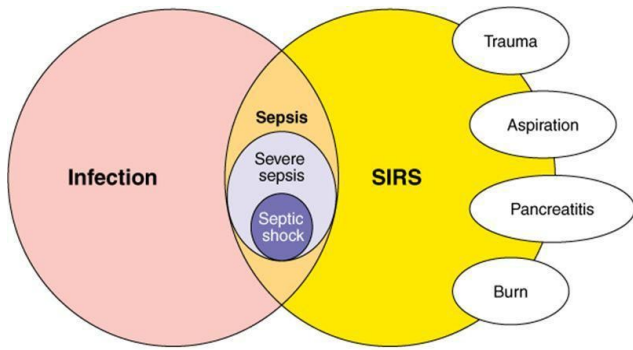 Trauma
Sepsis
Aspiration
Severe
sepsis
Infection
SIRS
Pancreatitis
Septic
shock
Burn